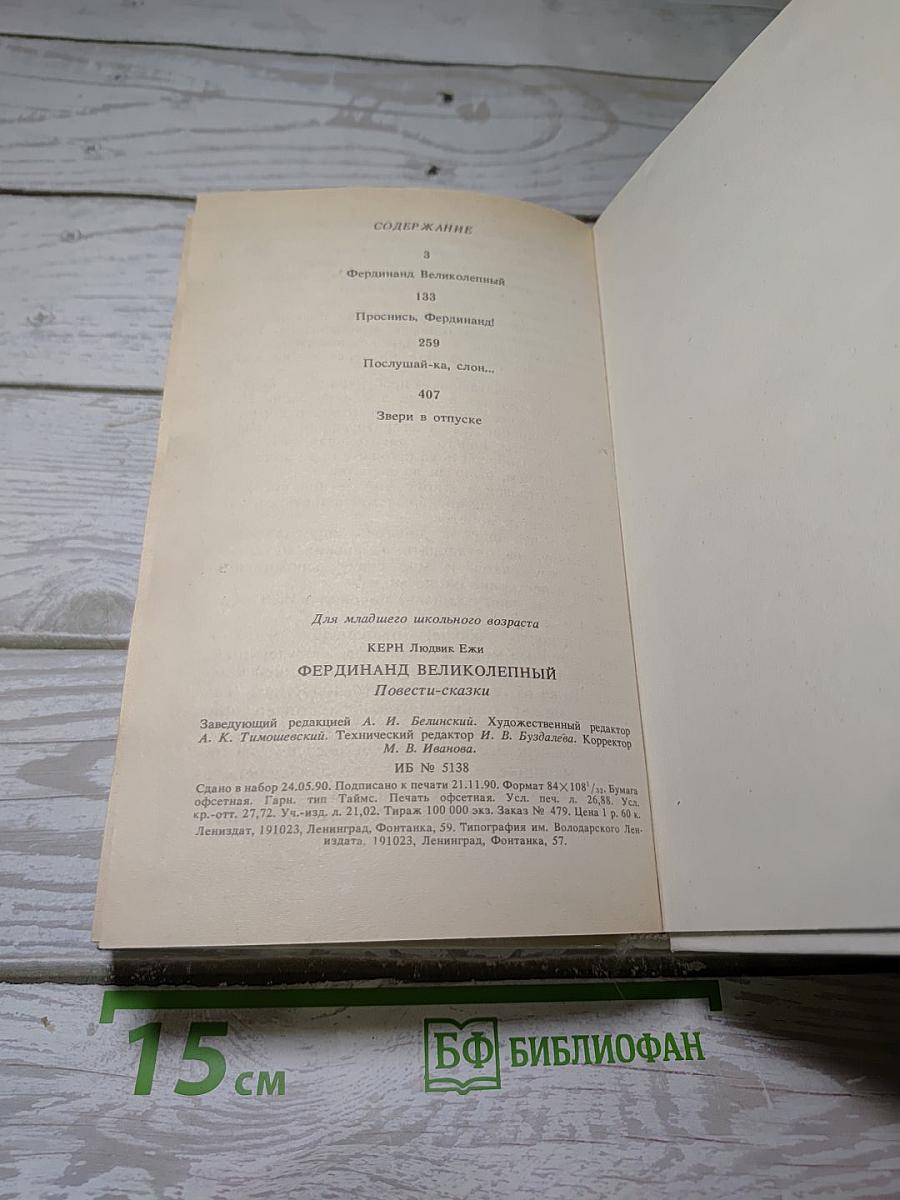 СОДЕРЖАНИЕ
3
Фердинанд Великолепный
133
Проснись, Фердинанд!
259
Послушай-ка, слон...
407
Звери в отпуске
Для младшего школьного возраста
КЕРН Людвик Ежи
ФЕРДИНАНД ВЕЛИКОЛЕПНЫЙ
Повести-сказки
Заведующий редакцией А. И. Белинский. Художественный редактор
А. К. Тимошевский. Технический редактор И. В. Буздалева. Корректор
М. В. Иванова.
ИБ № 5138
Сдано в набор 24.05.90. Подписано к печати 21.11.90. Формат 84×108¹/₃₂. Бумага
офсетная. Гарн. тип Таймс. Печать офсетная. Усл. печ. л. 26,88. Усл.
кр.-отт. 27,72. Уч.-изд. л. 21,02. Тираж 100 000 экз. Заказ № 479. Цена 1 р. 60 к.
Лениздат, 191023, Ленинград, Фонтанка, 59. Типография им. Володарского Лен-
издата, 191023, Ленинград, Фонтанка, 57.
15 см
БФ БИБЛИОФАН